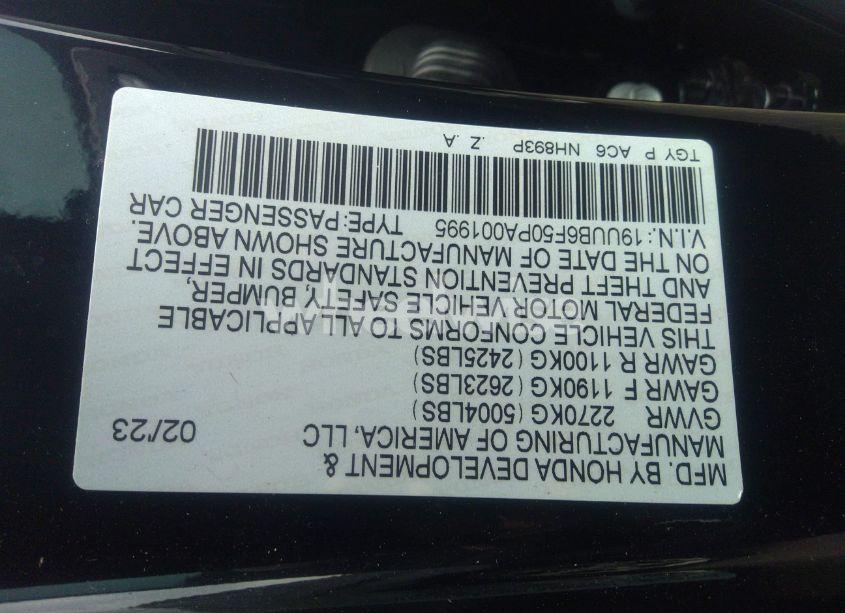 MFD. BY HONDA DEVELOPMENT &
MANUFACTURING OF AMERICA, LLC
02/'23
GVWR 2270KG (5004LBS)
GAWR F 1190KG (2623LBS)
GAWR R 1100KG (2425LBS)
THIS VEHICLE CONFORMS TO ALL APPLICABLE
FEDERAL MOTOR VEHICLE SAFETY, BUMPER,
AND THEFT PREVENTION STANDARDS IN EFFECT
ON THE DATE OF MANUFACTURE SHOWN ABOVE.
V.I.N.: 19UUB6F50PA001995 TYPE: PASSENGER CAR
TGY P AC6 NH893P .Z .A